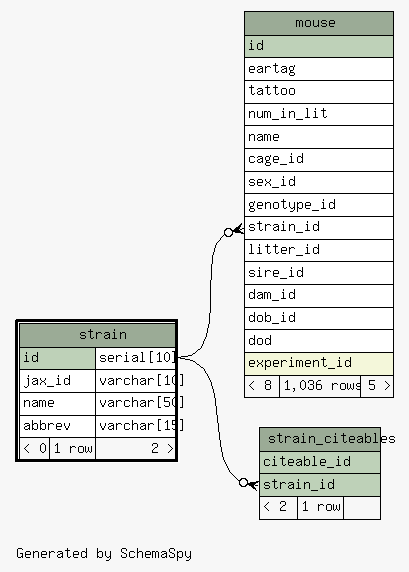 mouse
id
eartag
tattoo
num_in_lit
name
cage_id
sex_id
genotype_id
strain_id
litter_id
sire_id
dam_id
dob_id
dod
experiment_id
< 8 1,036 rows 5 >
strain
id serial[10]
jax_id varchar[10]
name varchar[50]
abbrev varchar[15]
< 0 1 row 2 >
strain_citeables
citeable_id
strain_id
< 2 1 row
Generated by SchemaSpy